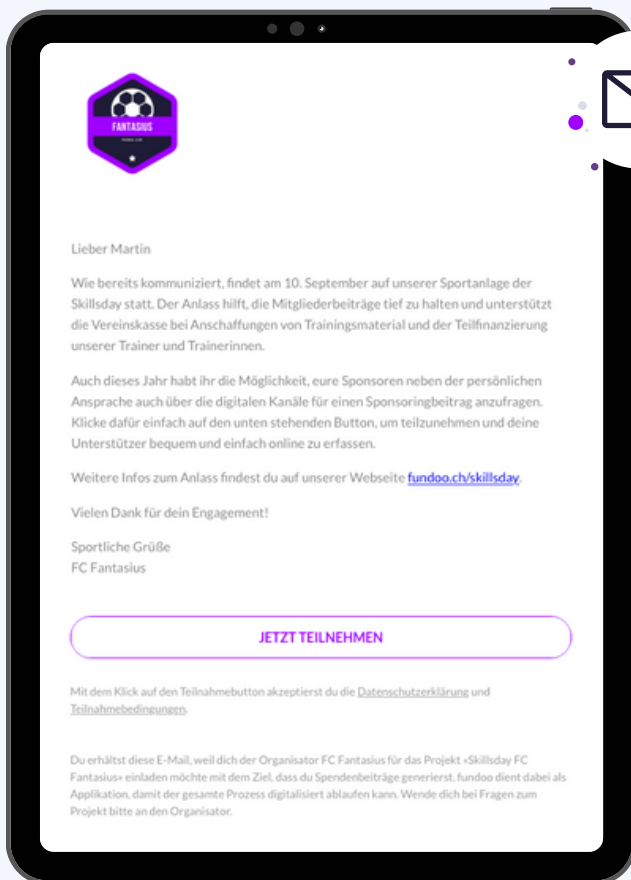 FANTASIUS
Lieber Martin
Wie bereits kommuniziert, findet am 10. September auf unserer Sportanlage der
Skillsday statt. Der Anlass hilft, die Mitgliederbeiträge tief zu halten und unterstützt
die Vereinskasse bei Anschaffungen von Trainingsmaterial und der Teilfinanzierung
unserer Trainer und Trainerinnen.
Auch dieses Jahr habt ihr die Möglichkeit, eure Sponsoren neben der persönlichen
Ansprache auch über die digitalen Kanäle für einen Sponsoringbeitrag anzufragen.
Klicke dafür einfach auf den unten stehenden Button, um teilzunehmen und deine
Unterstützer bequem und einfach online zu erfassen.
Weitere Infos zum Anlass findest du auf unserer Webseite fundoo.ch/skillsday.
Vielen Dank für dein Engagement!
Sportliche Grüße
FC Fantasius
JETZT TEILNEHMEN
Mit dem Klick auf den Teilnahmebutton akzeptierst du die Datenschutzerklärung und
Teilnahmebedingungen.
Du erhältst diese E-Mail, weil dich der Organisator FC Fantasius für das Projekt «Skillsday FC
Fantasius» einladen möchte mit dem Ziel, dass du Spendenbeiträge generierst. fundoo dient dabei als
Applikation, damit der gesamte Prozess digitalisiert ablaufen kann. Wende dich bei Fragen zum
Projekt bitte an den Organisator.